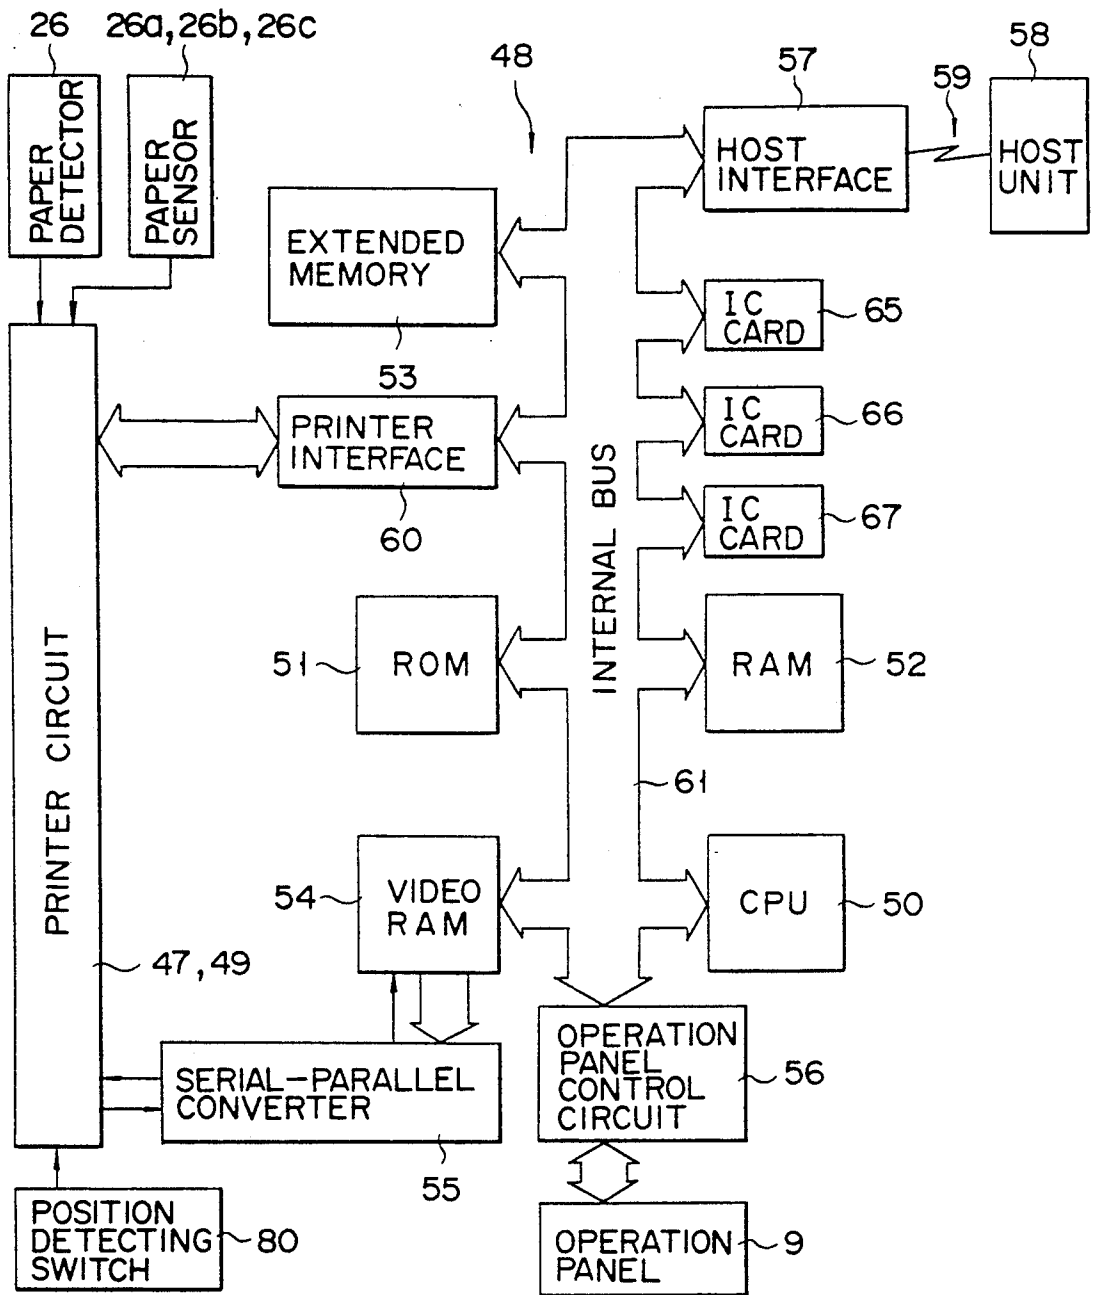 26
26a, 26b, 26c
48
57
59
58
PAPER
DETECTOR
PAPER
SENSOR
HOST
INTERFACE
HOST
UNIT
EXTENDED
MEMORY
53
IC
CARD
65
IC
CARD
66
IC
CARD
67
PRINTER
INTERFACE
60
INTERNAL BUS
51
ROM
RAM
52
PRINTER CIRCUIT
61
54
VIDEO
RAM
CPU
50
47, 49
SERIAL-PARALLEL
CONVERTER
55
OPERATION
PANEL
CONTROL
CIRCUIT
56
POSITION
DETECTING
SWITCH
80
OPERATION
PANEL
9